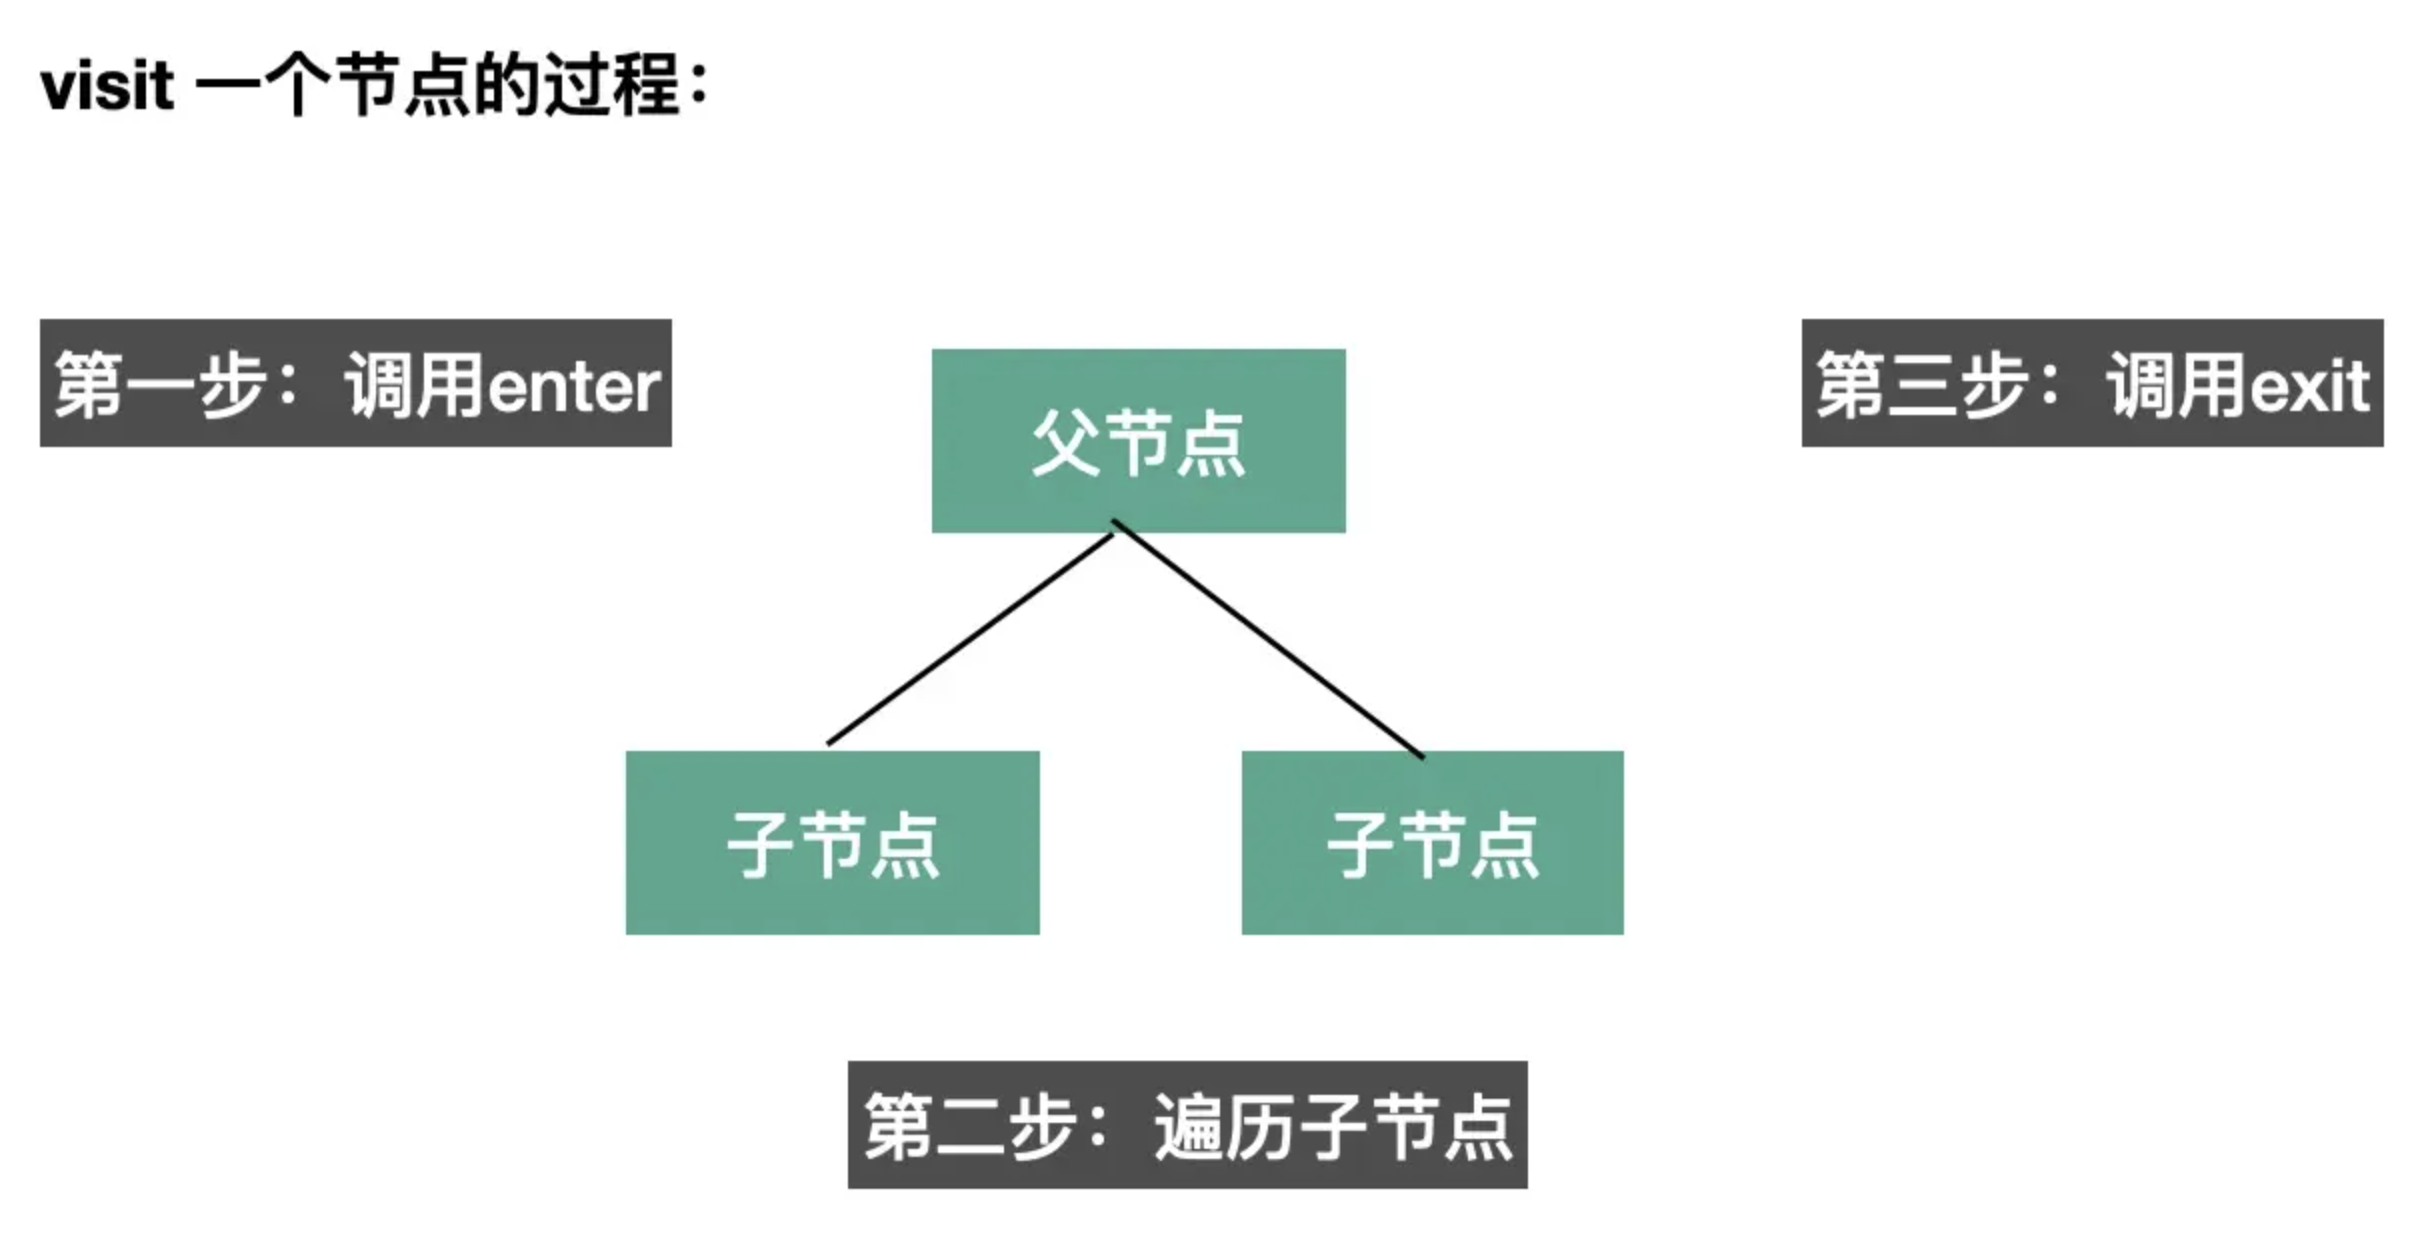 visit 一个节点的过程：
第一步：调用enter
父节点
第三步：调用exit
子节点
子节点
第二步：遍历子节点